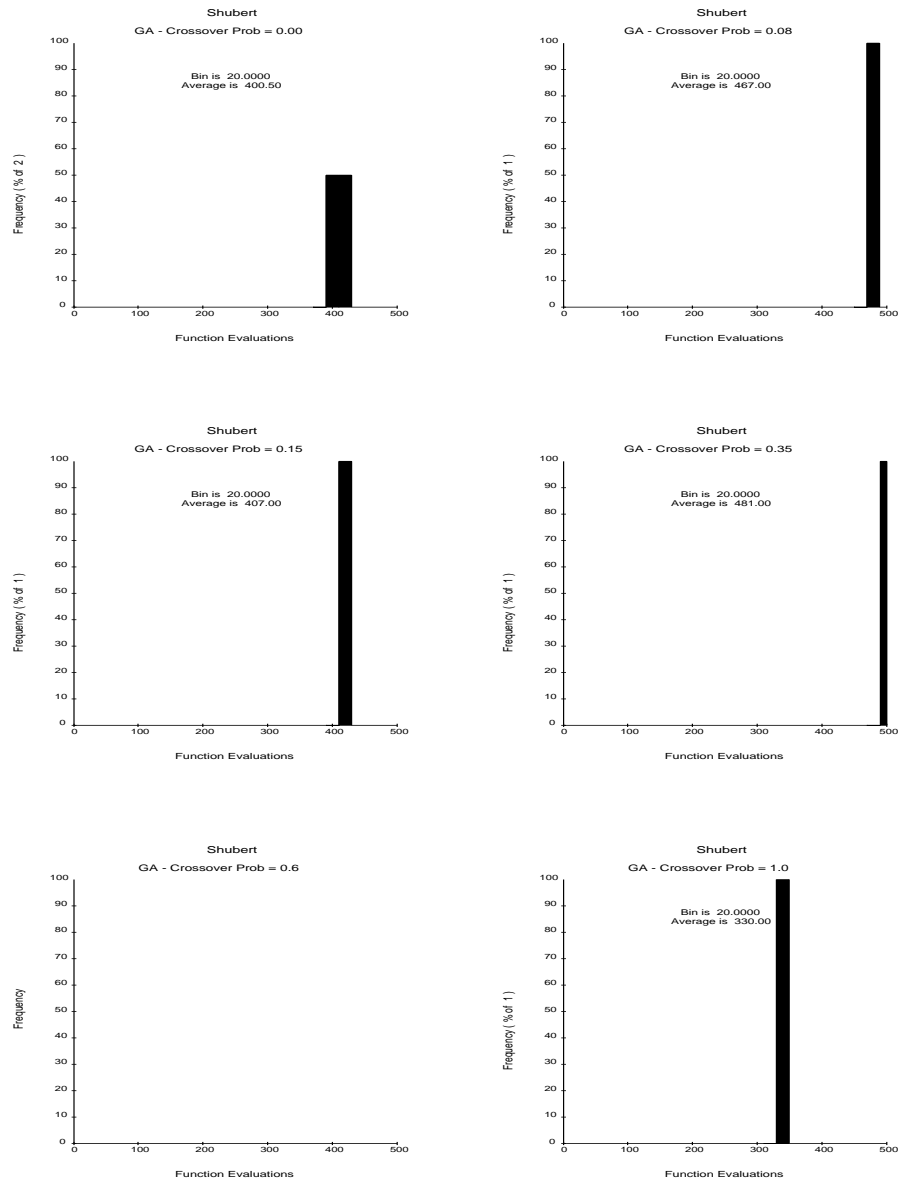 Shubert
GA - Crossover Prob = 0.00
100
90
80
70
60
50
40
30
20
10
0
Bin is 20.0000
Average is 400.50
Frequency ( % of 2 )
0 100 200 300 400 500
Function Evaluations
Shubert
GA - Crossover Prob = 0.08
100
90
80
70
60
50
40
30
20
10
0
Bin is 20.0000
Average is 467.00
Frequency ( % of 1 )
0 100 200 300 400 500
Function Evaluations
Shubert
GA - Crossover Prob = 0.15
100
90
80
70
60
50
40
30
20
10
0
Bin is 20.0000
Average is 407.00
Frequency ( % of 1 )
0 100 200 300 400 500
Function Evaluations
Shubert
GA - Crossover Prob = 0.35
100
90
80
70
60
50
40
30
20
10
0
Bin is 20.0000
Average is 481.00
Frequency ( % of 1 )
0 100 200 300 400 500
Function Evaluations
Shubert
GA - Crossover Prob = 0.6
100
90
80
70
60
50
40
30
20
10
0
Frequency
0 100 200 300 400 500
Function Evaluations
Shubert
GA - Crossover Prob = 1.0
100
90
80
70
60
50
40
30
20
10
0
Bin is 20.0000
Average is 330.00
Frequency ( % of 1 )
0 100 200 300 400 500
Function Evaluations